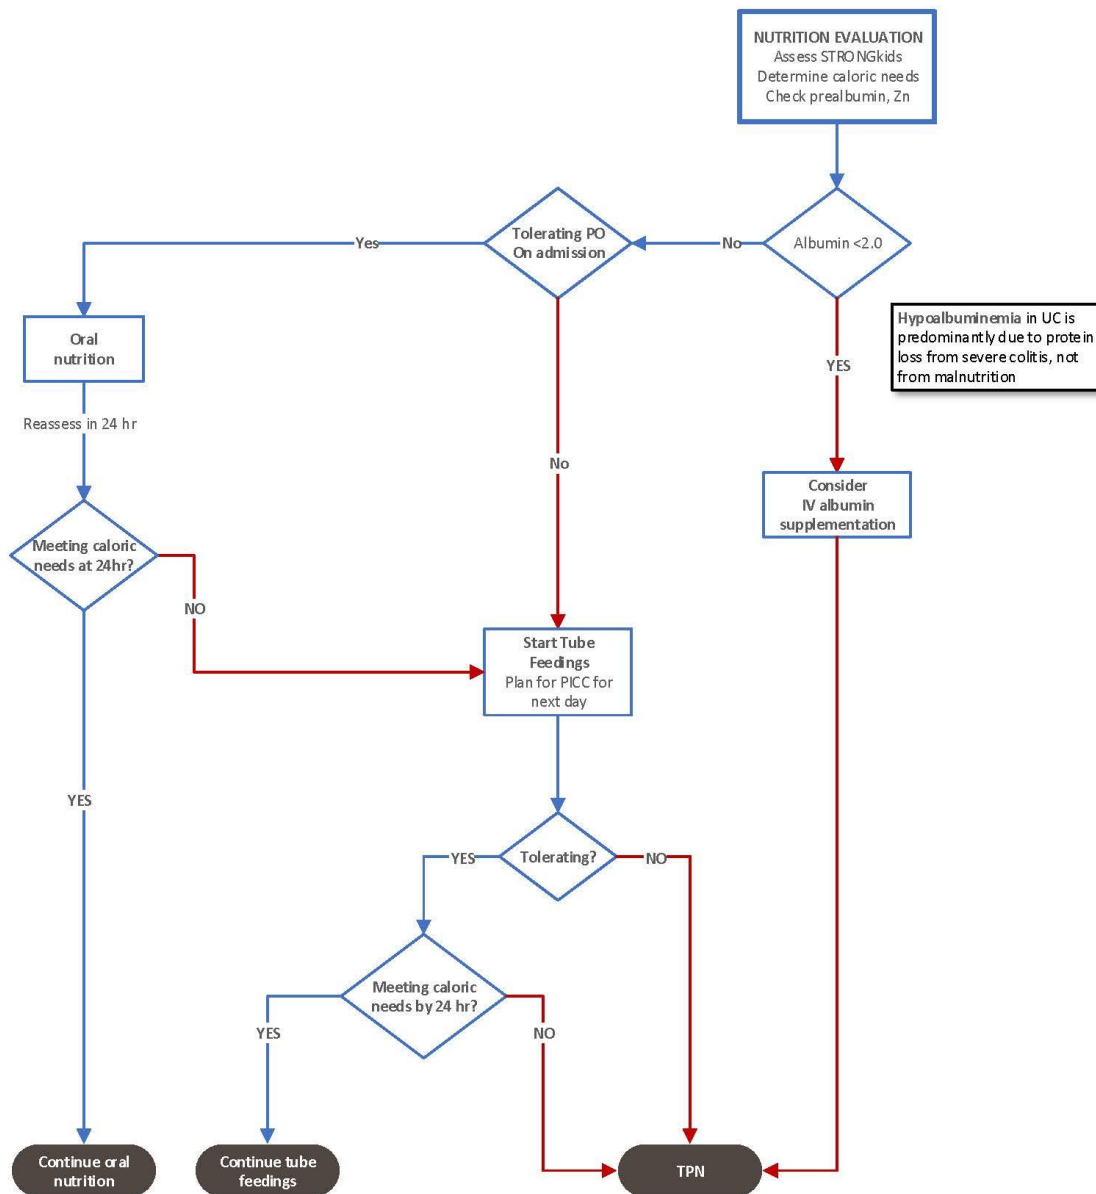 NUTRITION EVALUATION
Assess STRONGkids
Determine caloric needs
Check prealbumin, Zn
Tolerating PO
On admission
Yes
No
Albumin <2.0
Oral
nutrition
Hypoalbuminemia in UC is
predominantly due to protein
loss from severe colitis, not
from malnutrition
YES
Reassess in 24 hr
No
Consider
IV albumin
supplementation
Meeting caloric
needs at 24hr?
NO
Start Tube
Feedings
Plan for PICC for
next day
YES
YES
Tolerating?
NO
Meeting caloric
needs by 24 hr?
YES
NO
Continue oral
nutrition
Continue tube
feedings
TPN